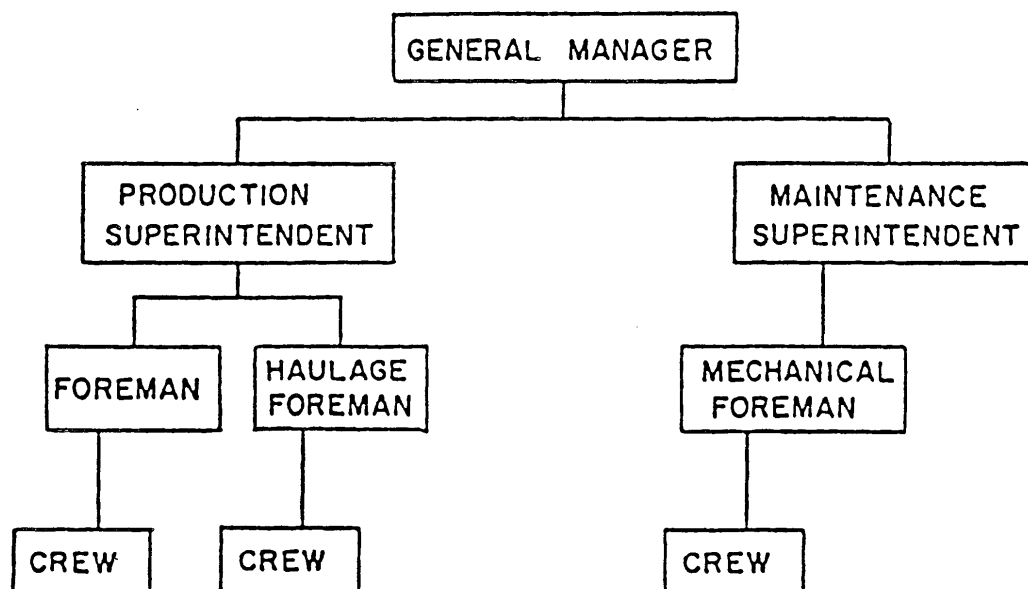 GENERAL MANAGER
PRODUCTION
SUPERINTENDENT
MAINTENANCE
SUPERINTENDENT
FOREMAN
HAULAGE
FOREMAN
MECHANICAL
FOREMAN
CREW
CREW
CREW